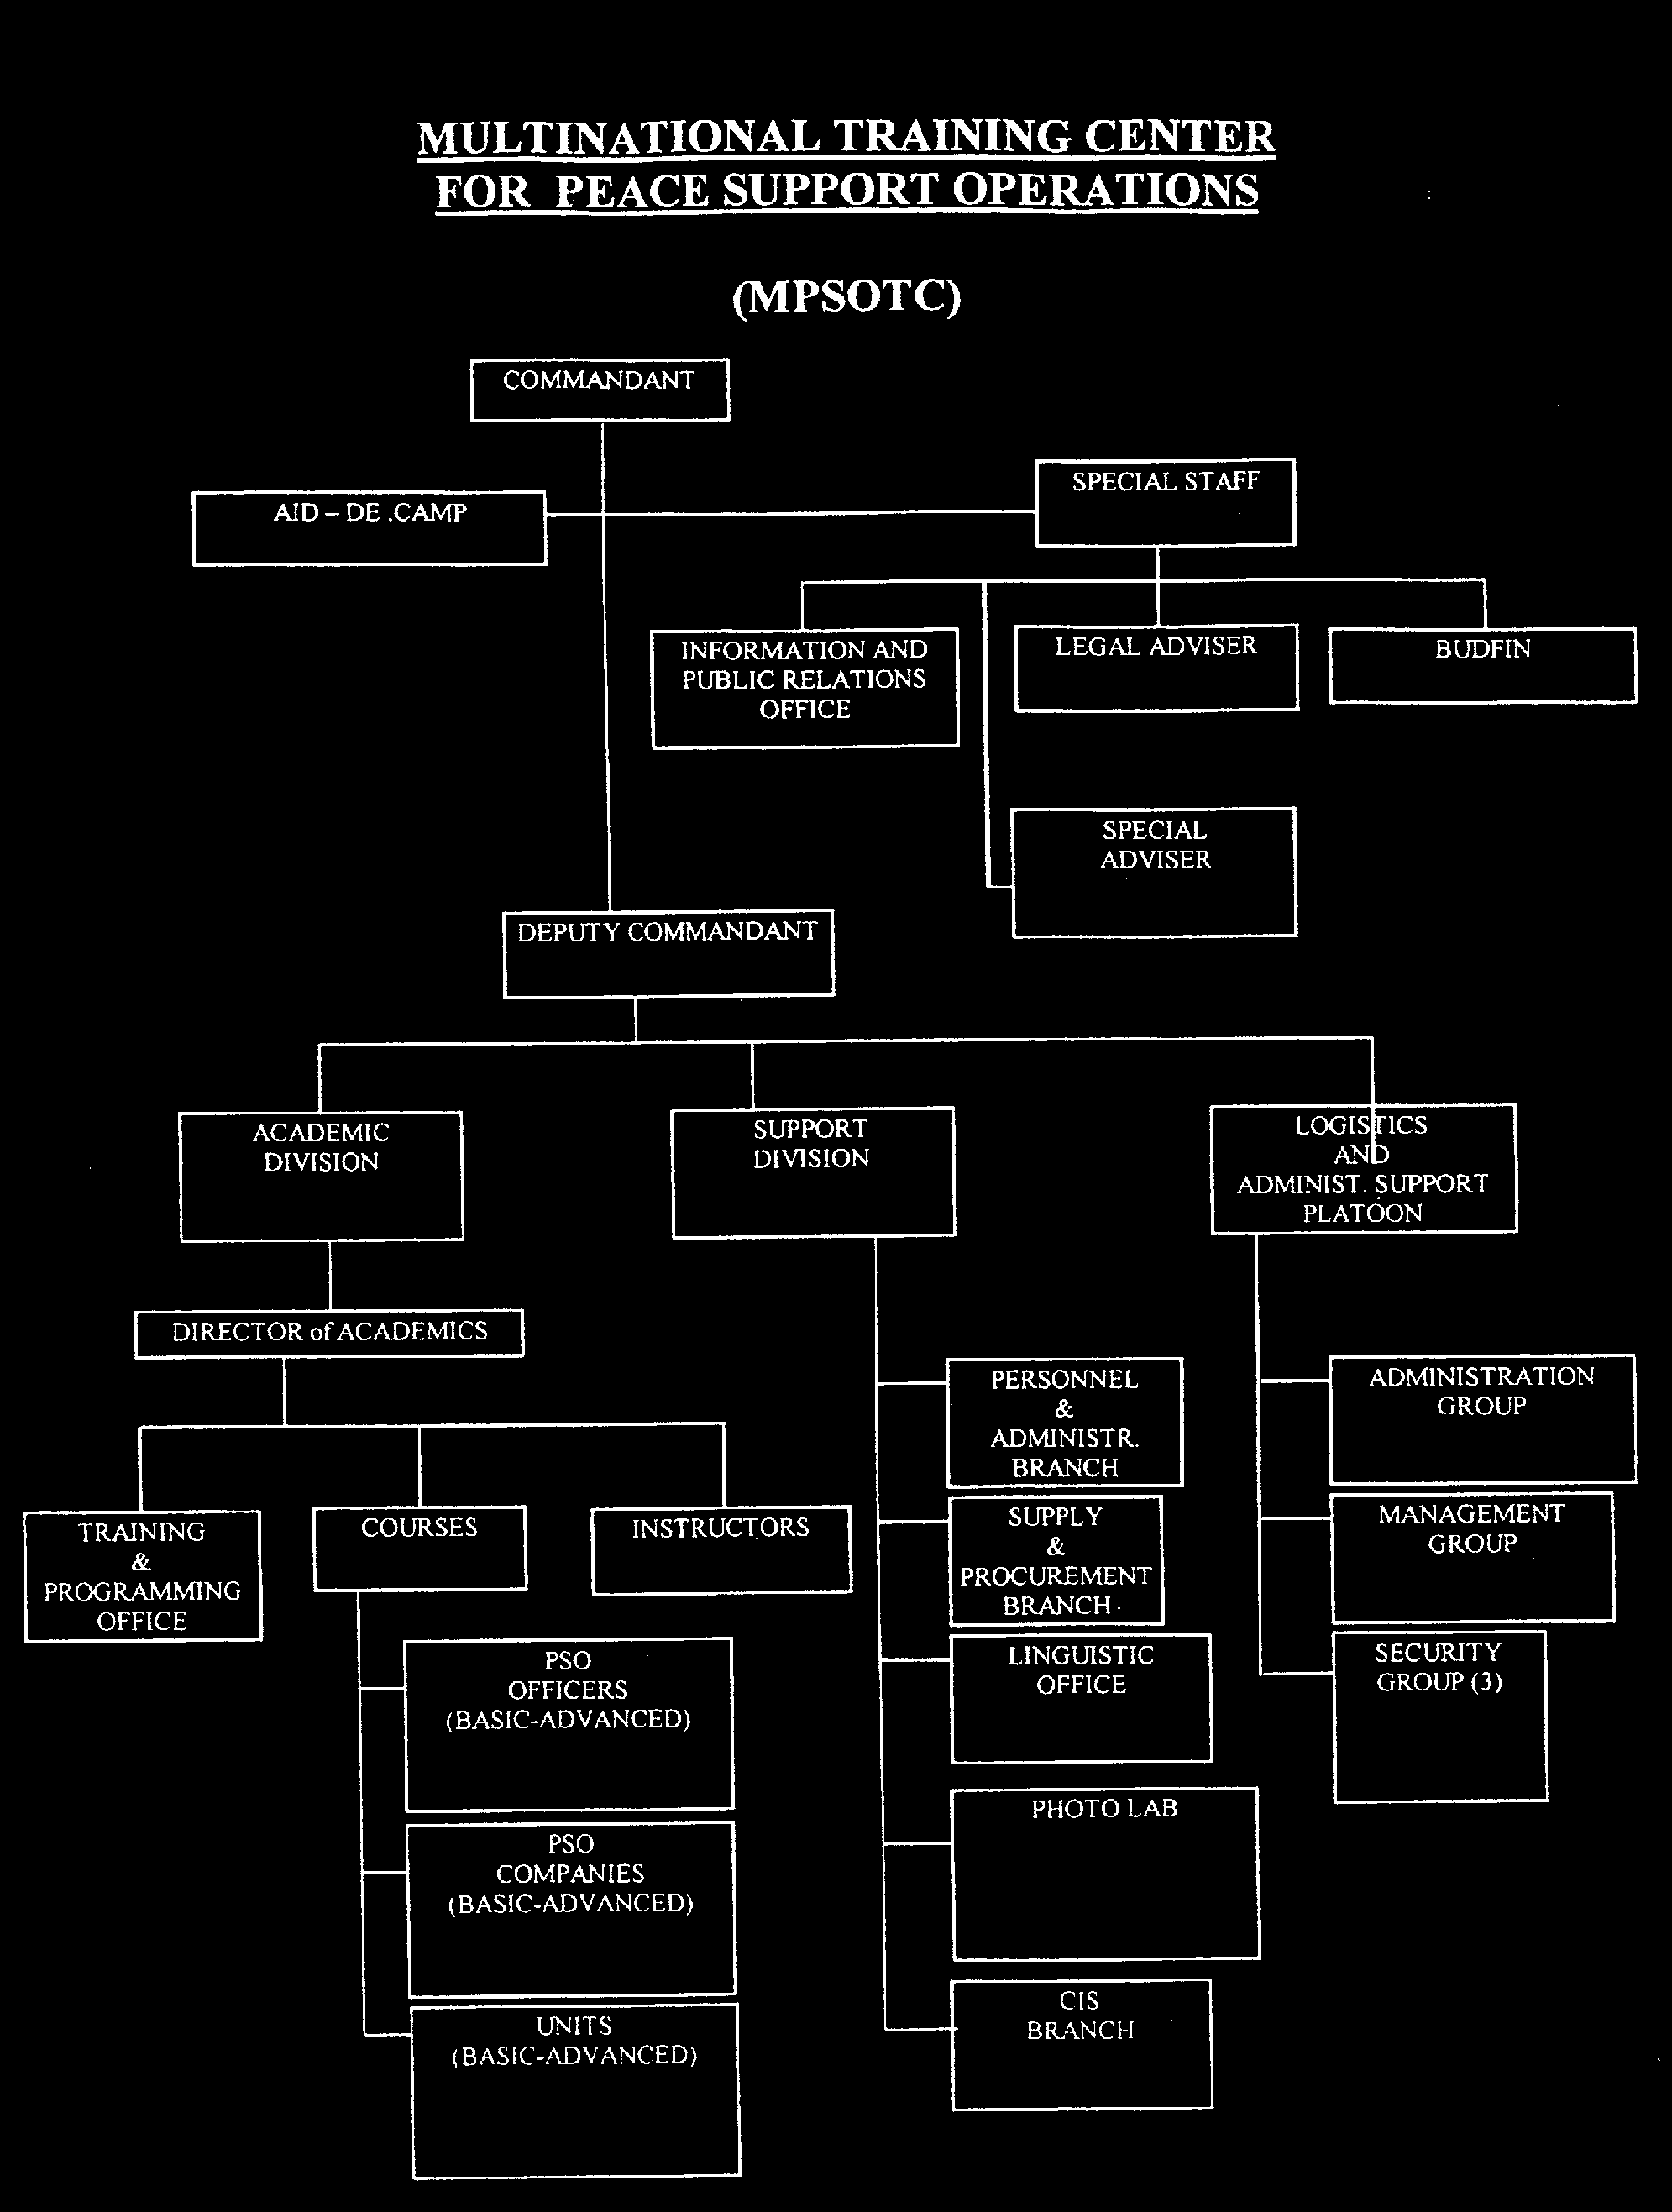 MULTINATIONAL TRAINING CENTER
FOR PEACE SUPPORT OPERATIONS
(MPSOTC)
COMMANDANT
AID – DE .CAMP
SPECIAL STAFF
INFORMATION AND
PUBLIC RELATIONS
OFFICE
LEGAL ADVISER
BUDFIN
SPECIAL
ADVISER
DEPUTY COMMANDANT
ACADEMIC
DIVISION
SUPPORT
DIVISION
LOGISTICS
AND
ADMINIST. SUPPORT
PLATOON
DIRECTOR of ACADEMICS
TRAINING
&
PROGRAMMING
OFFICE
COURSES
INSTRUCTORS
PSO
OFFICERS
(BASIC-ADVANCED)
PSO
COMPANIES
(BASIC-ADVANCED)
UNITS
(BASIC-ADVANCED)
PERSONNEL
&
ADMINISTR.
BRANCH
SUPPLY
&
PROCUREMENT
BRANCH
LINGUISTIC
OFFICE
PHOTO LAB
CIS
BRANCH
ADMINISTRATION
GROUP
MANAGEMENT
GROUP
SECURITY
GROUP (3)